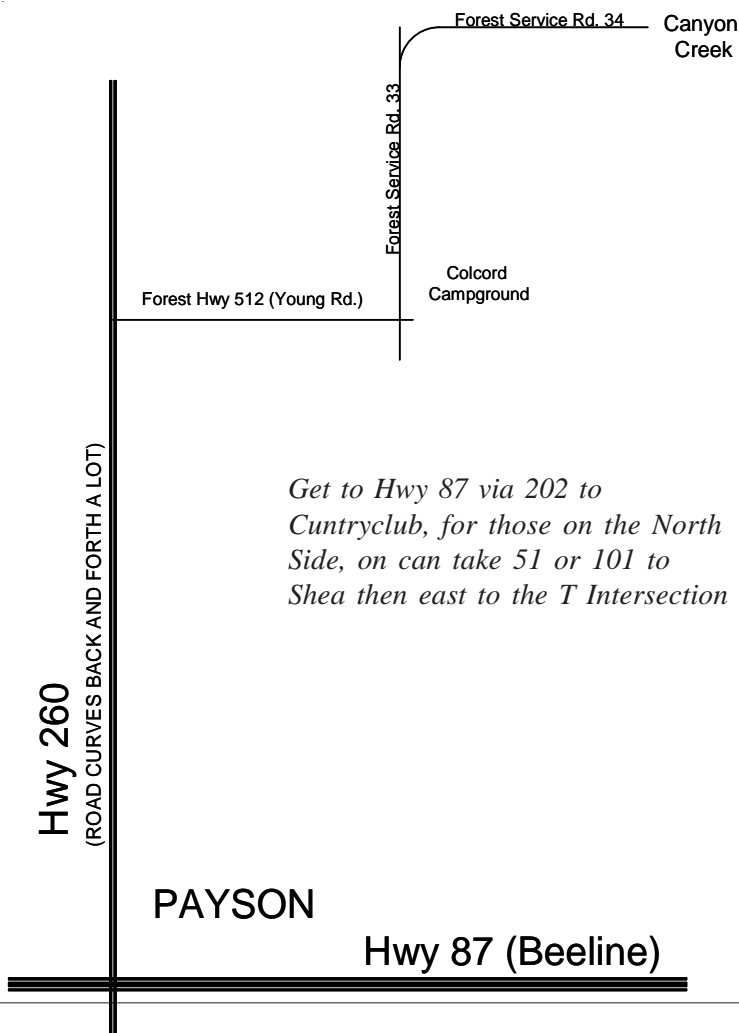 Forest Service Rd. 34
Canyon
Creek
Forest Service Rd. 33
Colcord
Campground
Forest Hwy 512 (Young Rd.)
Get to Hwy 87 via 202 to
Cuntryclub, for those on the North
Side, on can take 51 or 101 to
Shea then east to the T Intersection
Hwy 260
(ROAD CURVES BACK AND FORTH A LOT)
PAYSON
Hwy 87 (Beeline)